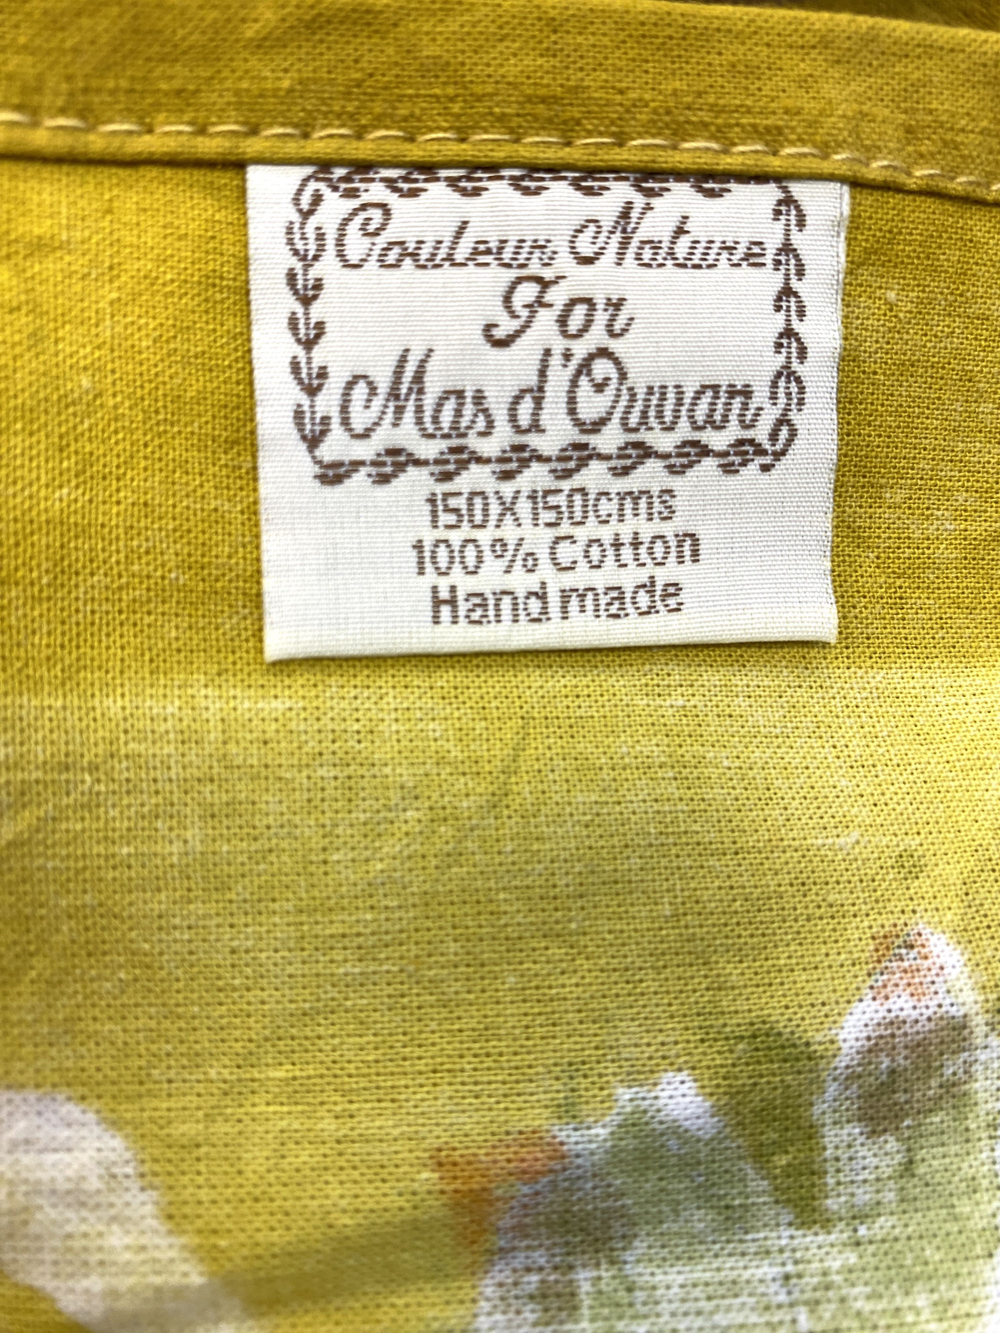 Couleur Nature
For
Mas d'Ouvan
150X150cms
100% Cotton
Hand made